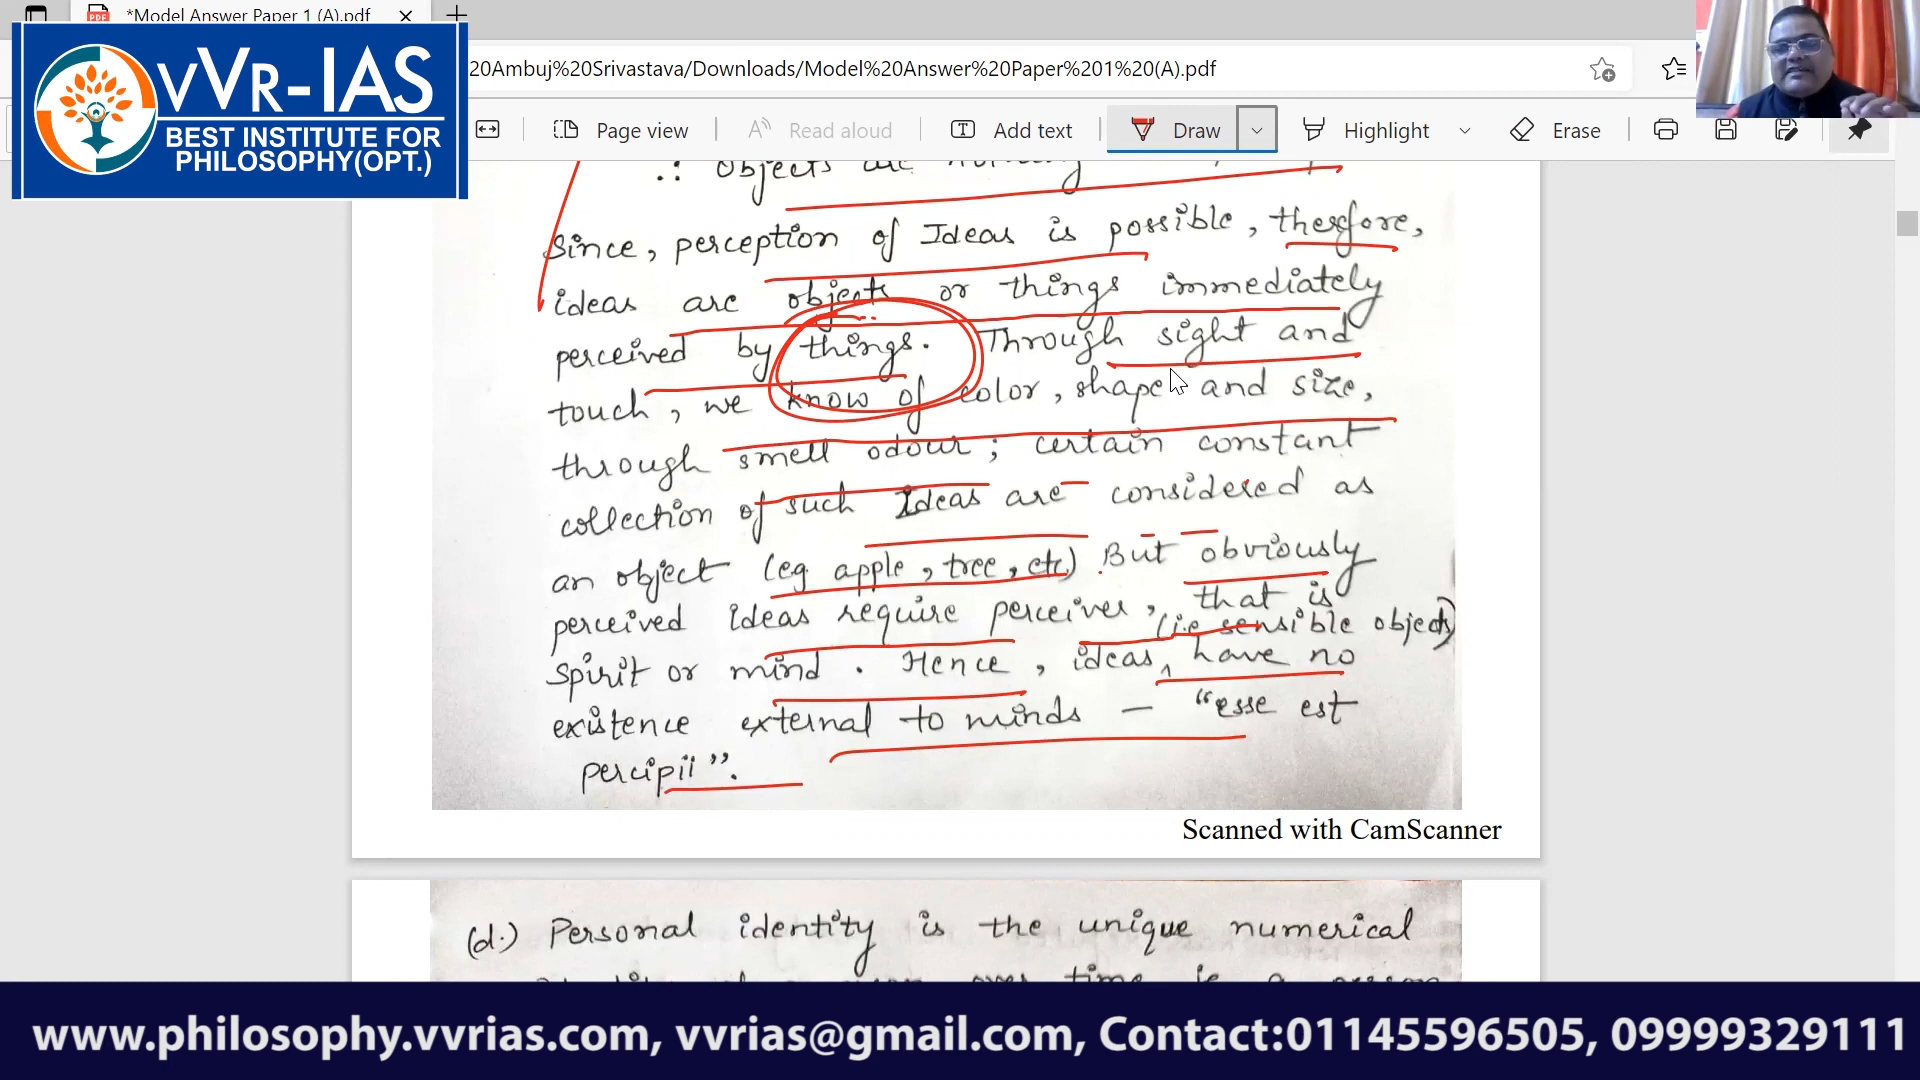 *Model Answer Paper 1 (A).pdf
vVR-IAS
BEST INSTITUTE FOR
PHILOSOPHY(OPT.)
20Ambuj%20Srivastava/Downloads/Model%20Answer%20Paper%201%20(A).pdf
Page view
Read aloud
Add text
Draw
Highlight
Erase
∴ Objects are
Since, perception of Ideas is possible, therefore,
ideas are objects or things immediately
perceived by things. Through sight and
touch, we know of color, shape and size,
through smell odour; certain constant
collection of such Ideas are considered as
an object (eg apple, tree, etc). But obviously
perceived ideas require perceiver, that is
(i.e sensible objects)
spirit or mind. Hence, ideas have no
existence external to minds – "esse est
percipii".
Scanned with CamScanner
(d.) Personal identity is the unique numerical
over time is a person
www.philosophy.vvrias.com, vvrias@gmail.com, Contact:01145596505, 09999329111